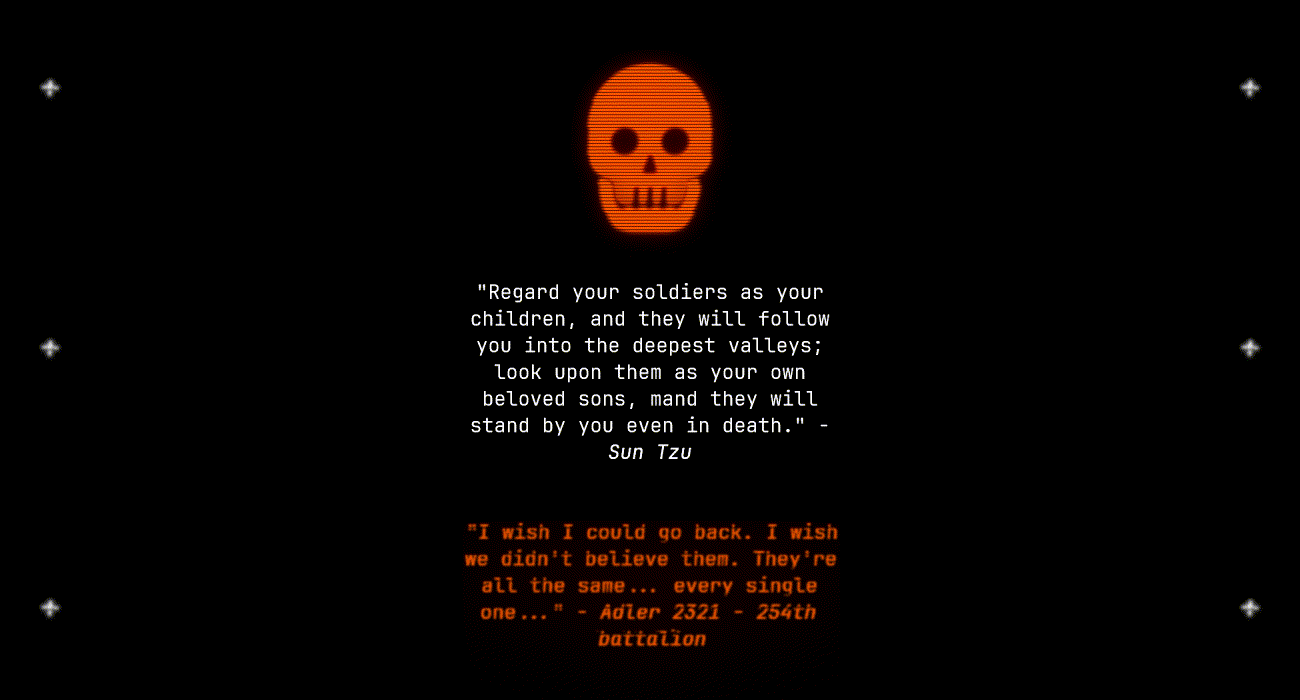 "Regard your soldiers as your
children, and they will follow
you into the deepest valleys;
look upon them as your own
beloved sons, mand they will
stand by you even in death." -
Sun Tzu
"I wish I could go back. I wish
we didn't believe them. They're
all the same... every single
one..." - Adler 2321 - 254th
battalion